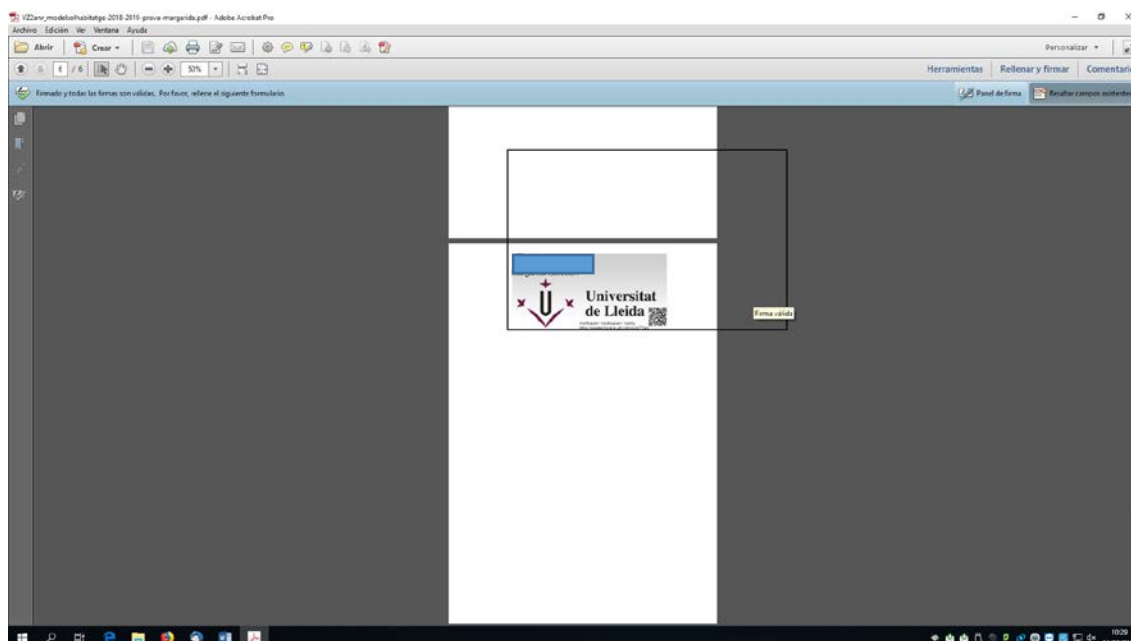 VZ2anr_modelsolhabitatge-2018-2019-prova-margarida.pdf - Adobe Acrobat Pro
Archivo Edición Ver Ventana Ayuda
Abrir Crear Personalizar
6 / 6 50% Herramientas Rellenar y firmar Comentari
Firmado y todas las firmas son válidas. Por favor, rellene el siguiente formulario. Panel de firma Resaltar campos existentes
Universitat
de Lleida
Firma válida
10:29